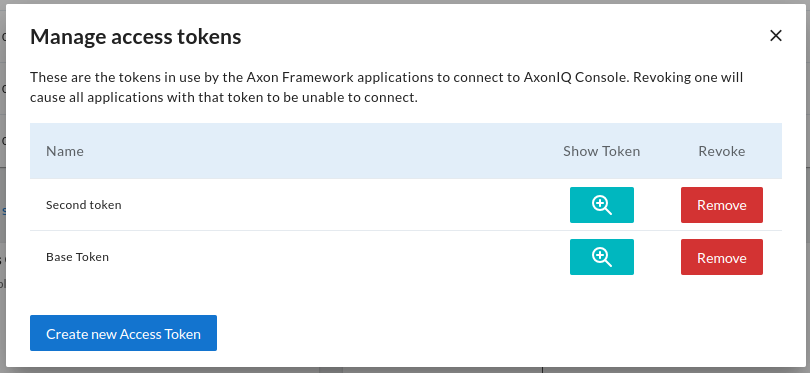 Manage access tokens
These are the tokens in use by the Axon Framework applications to connect to AxonIQ Console. Revoking one will
cause all applications with that token to be unable to connect.
Name Show Token Revoke
Second token Remove
Base Token Remove
Create new Access Token